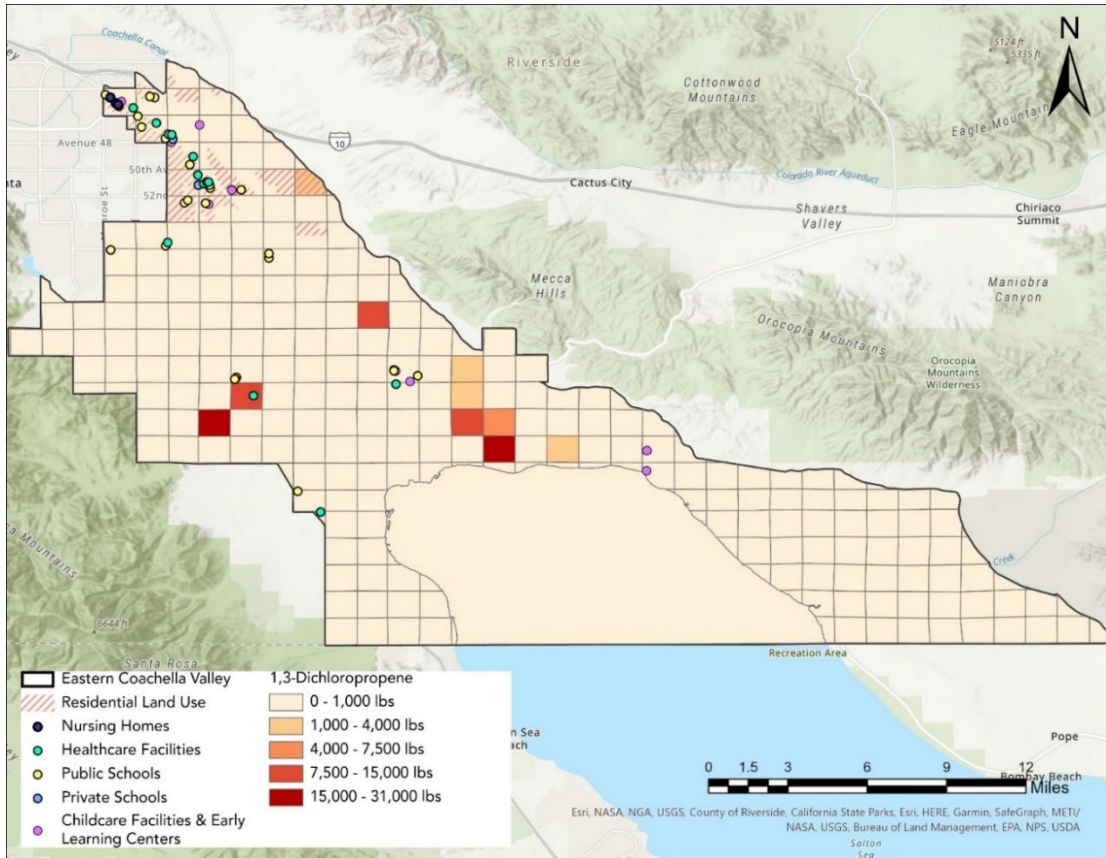 Coachella Canal
N
Riverside
5124 ft
5335 ft
Cottonwood
Mountains
Eagle Mountain
Avenue 48
10
Colorado River Aqueduct
50th Av
52nd
Cactus City
Shavers
Valley
Chiriaco
Summit
Mecca
Hills
Maniobra
Canyon
Orocopia Mountains
Orocopia
Mountains
Wilderness
Mountains
Creek
6644 ft
Santa Rosa
Recreation Area
Eastern Coachella Valley
Residential Land Use
Nursing Homes
Healthcare Facilities
Public Schools
Private Schools
Childcare Facilities & Early
Learning Centers
1,3-Dichloropropene
0 - 1,000 lbs
1,000 - 4,000 lbs
4,000 - 7,500 lbs
7,500 - 15,000 lbs
15,000 - 31,000 lbs
Sea
Pope
Bombay Beach
0 1.5 3 6 9 12
Miles
Esri, NASA, NGA, USGS, County of Riverside, California State Parks, Esri, HERE, Garmin, SafeGraph, METI/
NASA, USGS, Bureau of Land Management, EPA, NPS, USDA
Salton
Sea